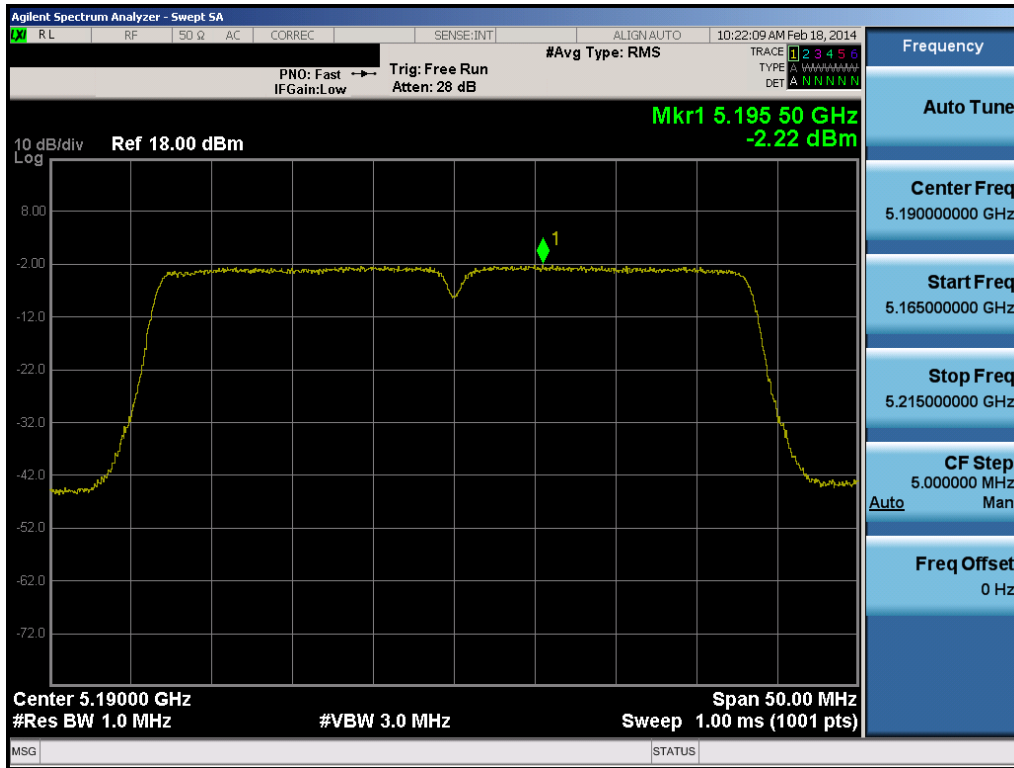 Agilent Spectrum Analyzer - Swept SA
LXI RL RF 50 Ω AC CORREC SENSE:INT ALIGN AUTO 10:22:09 AM Feb 18, 2014
#Avg Type: RMS TRACE 1 2 3 4 5 6
PNO: Fast Trig: Free Run TYPE A WWWWW
IFGain:Low Atten: 28 dB DET A N N N N N
Mkr1 5.195 50 GHz
10 dB/div Ref 18.00 dBm -2.22 dBm
Log
8.00
1
-2.00
-12.0
-22.0
-32.0
-42.0
-52.0
-62.0
-72.0
Center 5.19000 GHz Span 50.00 MHz
#Res BW 1.0 MHz #VBW 3.0 MHz Sweep 1.00 ms (1001 pts)
MSG STATUS
Frequency
Auto Tune
Center Freq
5.190000000 GHz
Start Freq
5.165000000 GHz
Stop Freq
5.215000000 GHz
CF Step
5.000000 MHz
Auto Man
Freq Offset
0 Hz